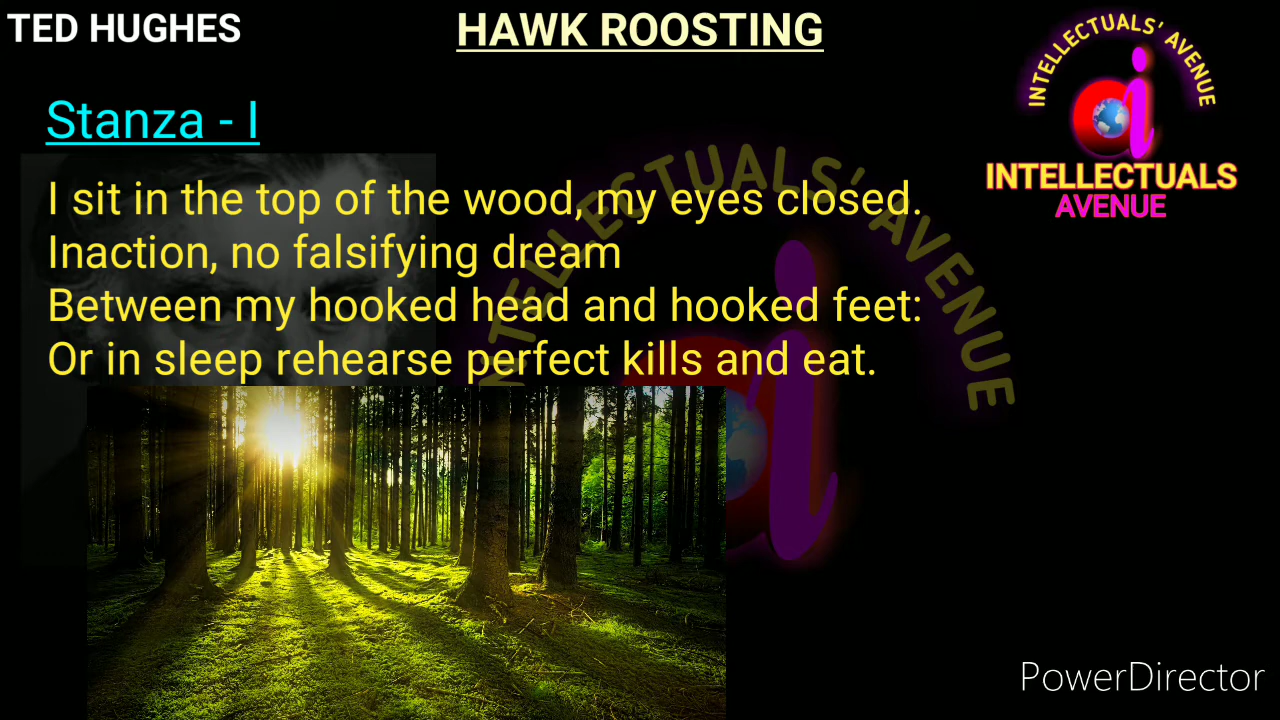 TED HUGHES
HAWK ROOSTING
INTELLECTUALS' AVENUE
INTELLECTUALS
AVENUE
Stanza - I
I sit in the top of the wood, my eyes closed.
Inaction, no falsifying dream
Between my hooked head and hooked feet:
Or in sleep rehearse perfect kills and eat.
INTELLECTUALS' AVENUE
PowerDirector